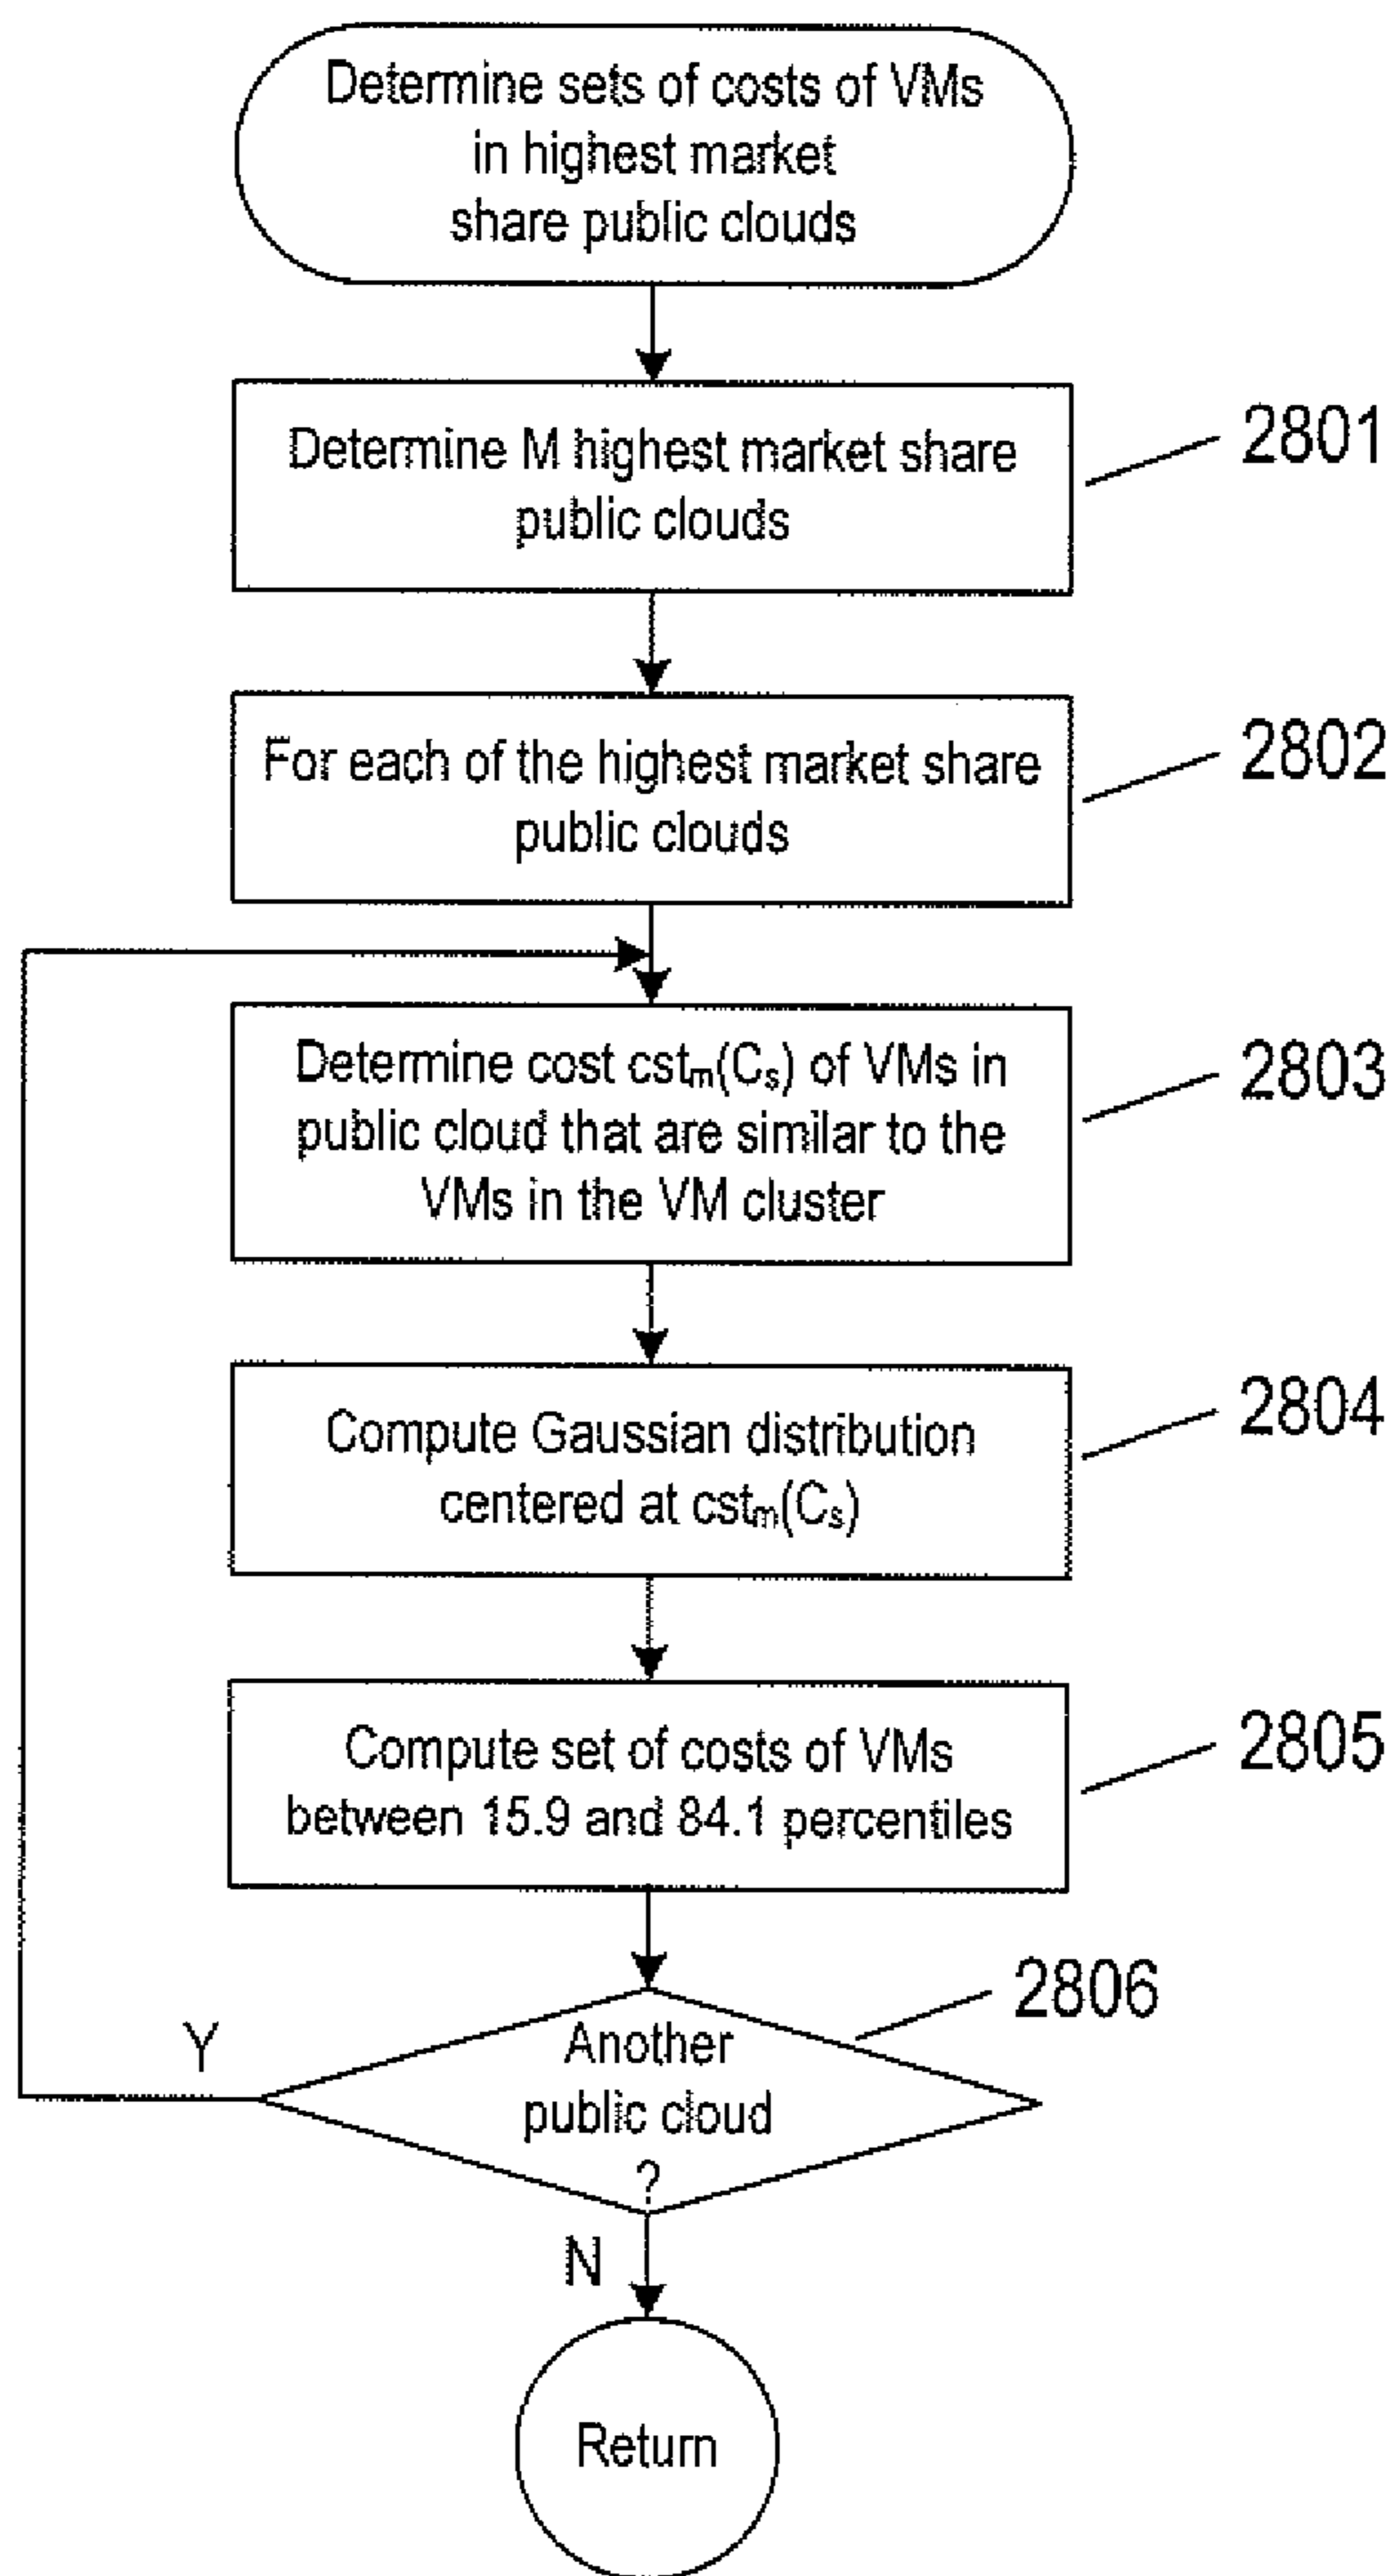 Determine sets of costs of VMs
in highest market
share public clouds
Determine M highest market share
public clouds
2801
For each of the highest market share
public clouds
2802
Determine cost cstₘ(Cₛ) of VMs in
public cloud that are similar to the
VMs in the VM cluster
2803
Compute Gaussian distribution
centered at cstₘ(Cₛ)
2804
Compute set of costs of VMs
between 15.9 and 84.1 percentiles
2805
2806
Another
public cloud
?
Y
N
Return